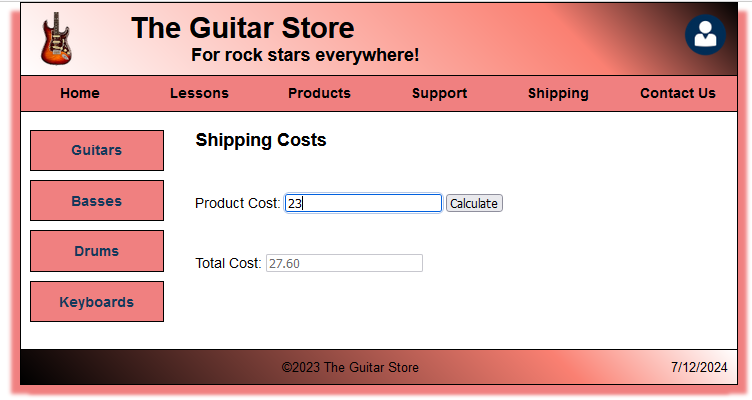 The Guitar Store
For rock stars everywhere!
Home Lessons Products Support Shipping Contact Us
Guitars
Basses
Drums
Keyboards
Shipping Costs
Product Cost: 23 Calculate
Total Cost: 27.60
©2023 The Guitar Store 7/12/2024